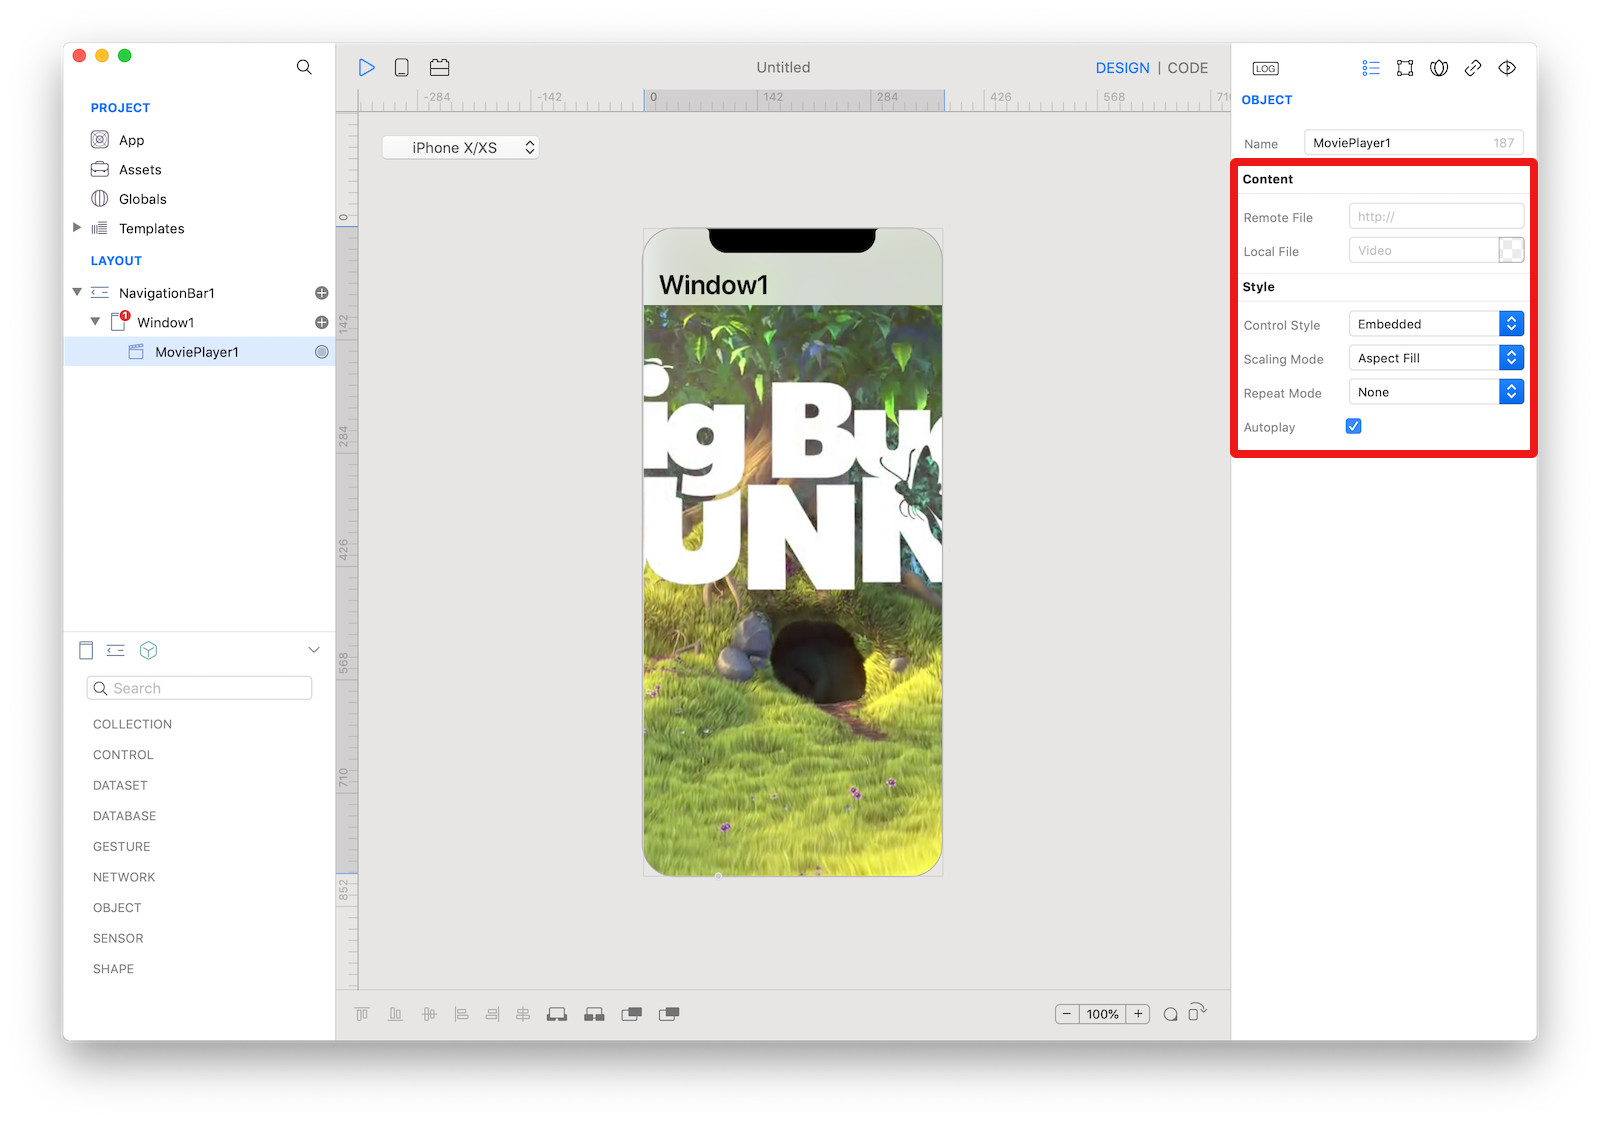 Untitled
DESIGN | CODE
LOG
PROJECT
App
Assets
Globals
Templates
LAYOUT
NavigationBar1
Window1
1
MoviePlayer1
Search
COLLECTION
CONTROL
DATASET
DATABASE
GESTURE
NETWORK
OBJECT
SENSOR
SHAPE
-284
-142
0
142
284
426
568
710
0
142
284
426
568
710
852
iPhone X/XS
Window1
ig Bu
UNN
100%
OBJECT
Name
MoviePlayer1
187
Content
Remote File
http://
Local File
Video
Style
Control Style
Embedded
Scaling Mode
Aspect Fill
Repeat Mode
None
Autoplay